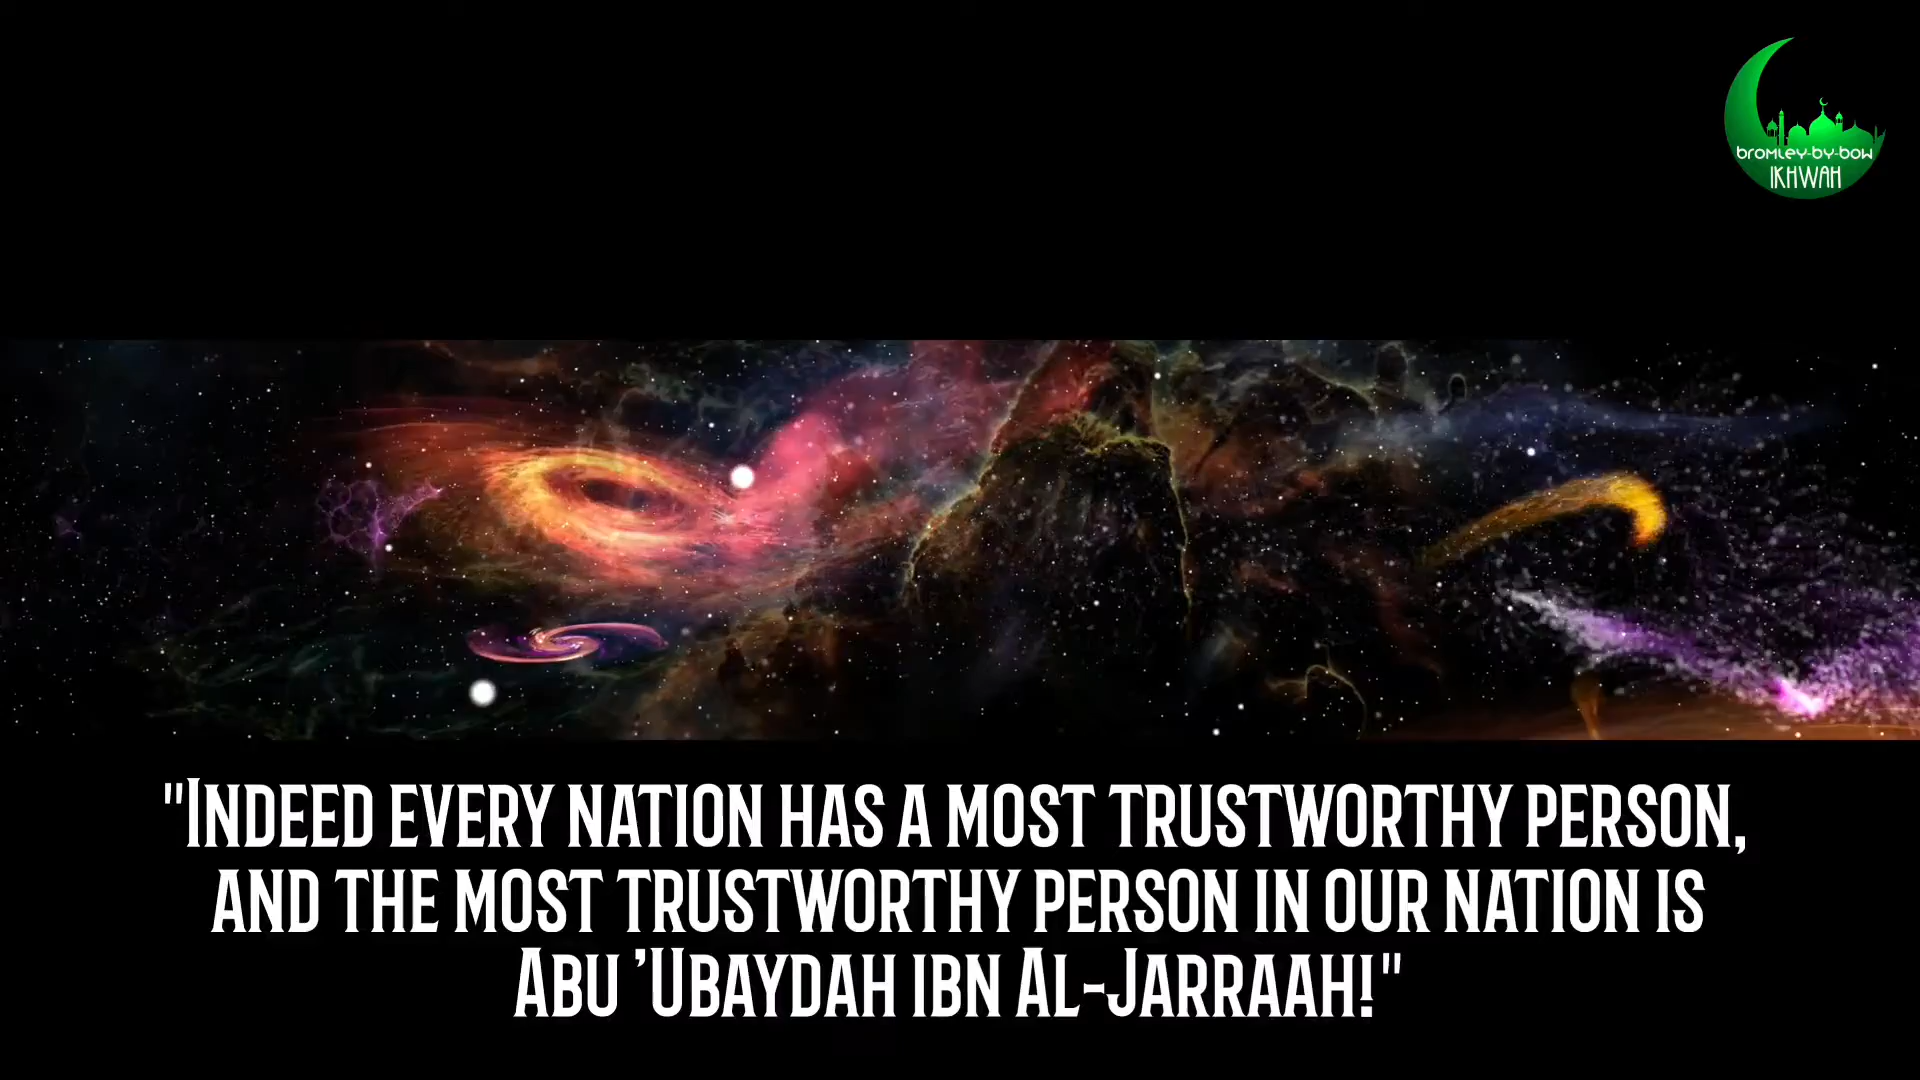 bromley-by-bow
IKHWAH
"Indeed every nation has a most trustworthy person,
and the most trustworthy person in our nation is
Abu 'Ubaydah ibn Al-Jarraah!"